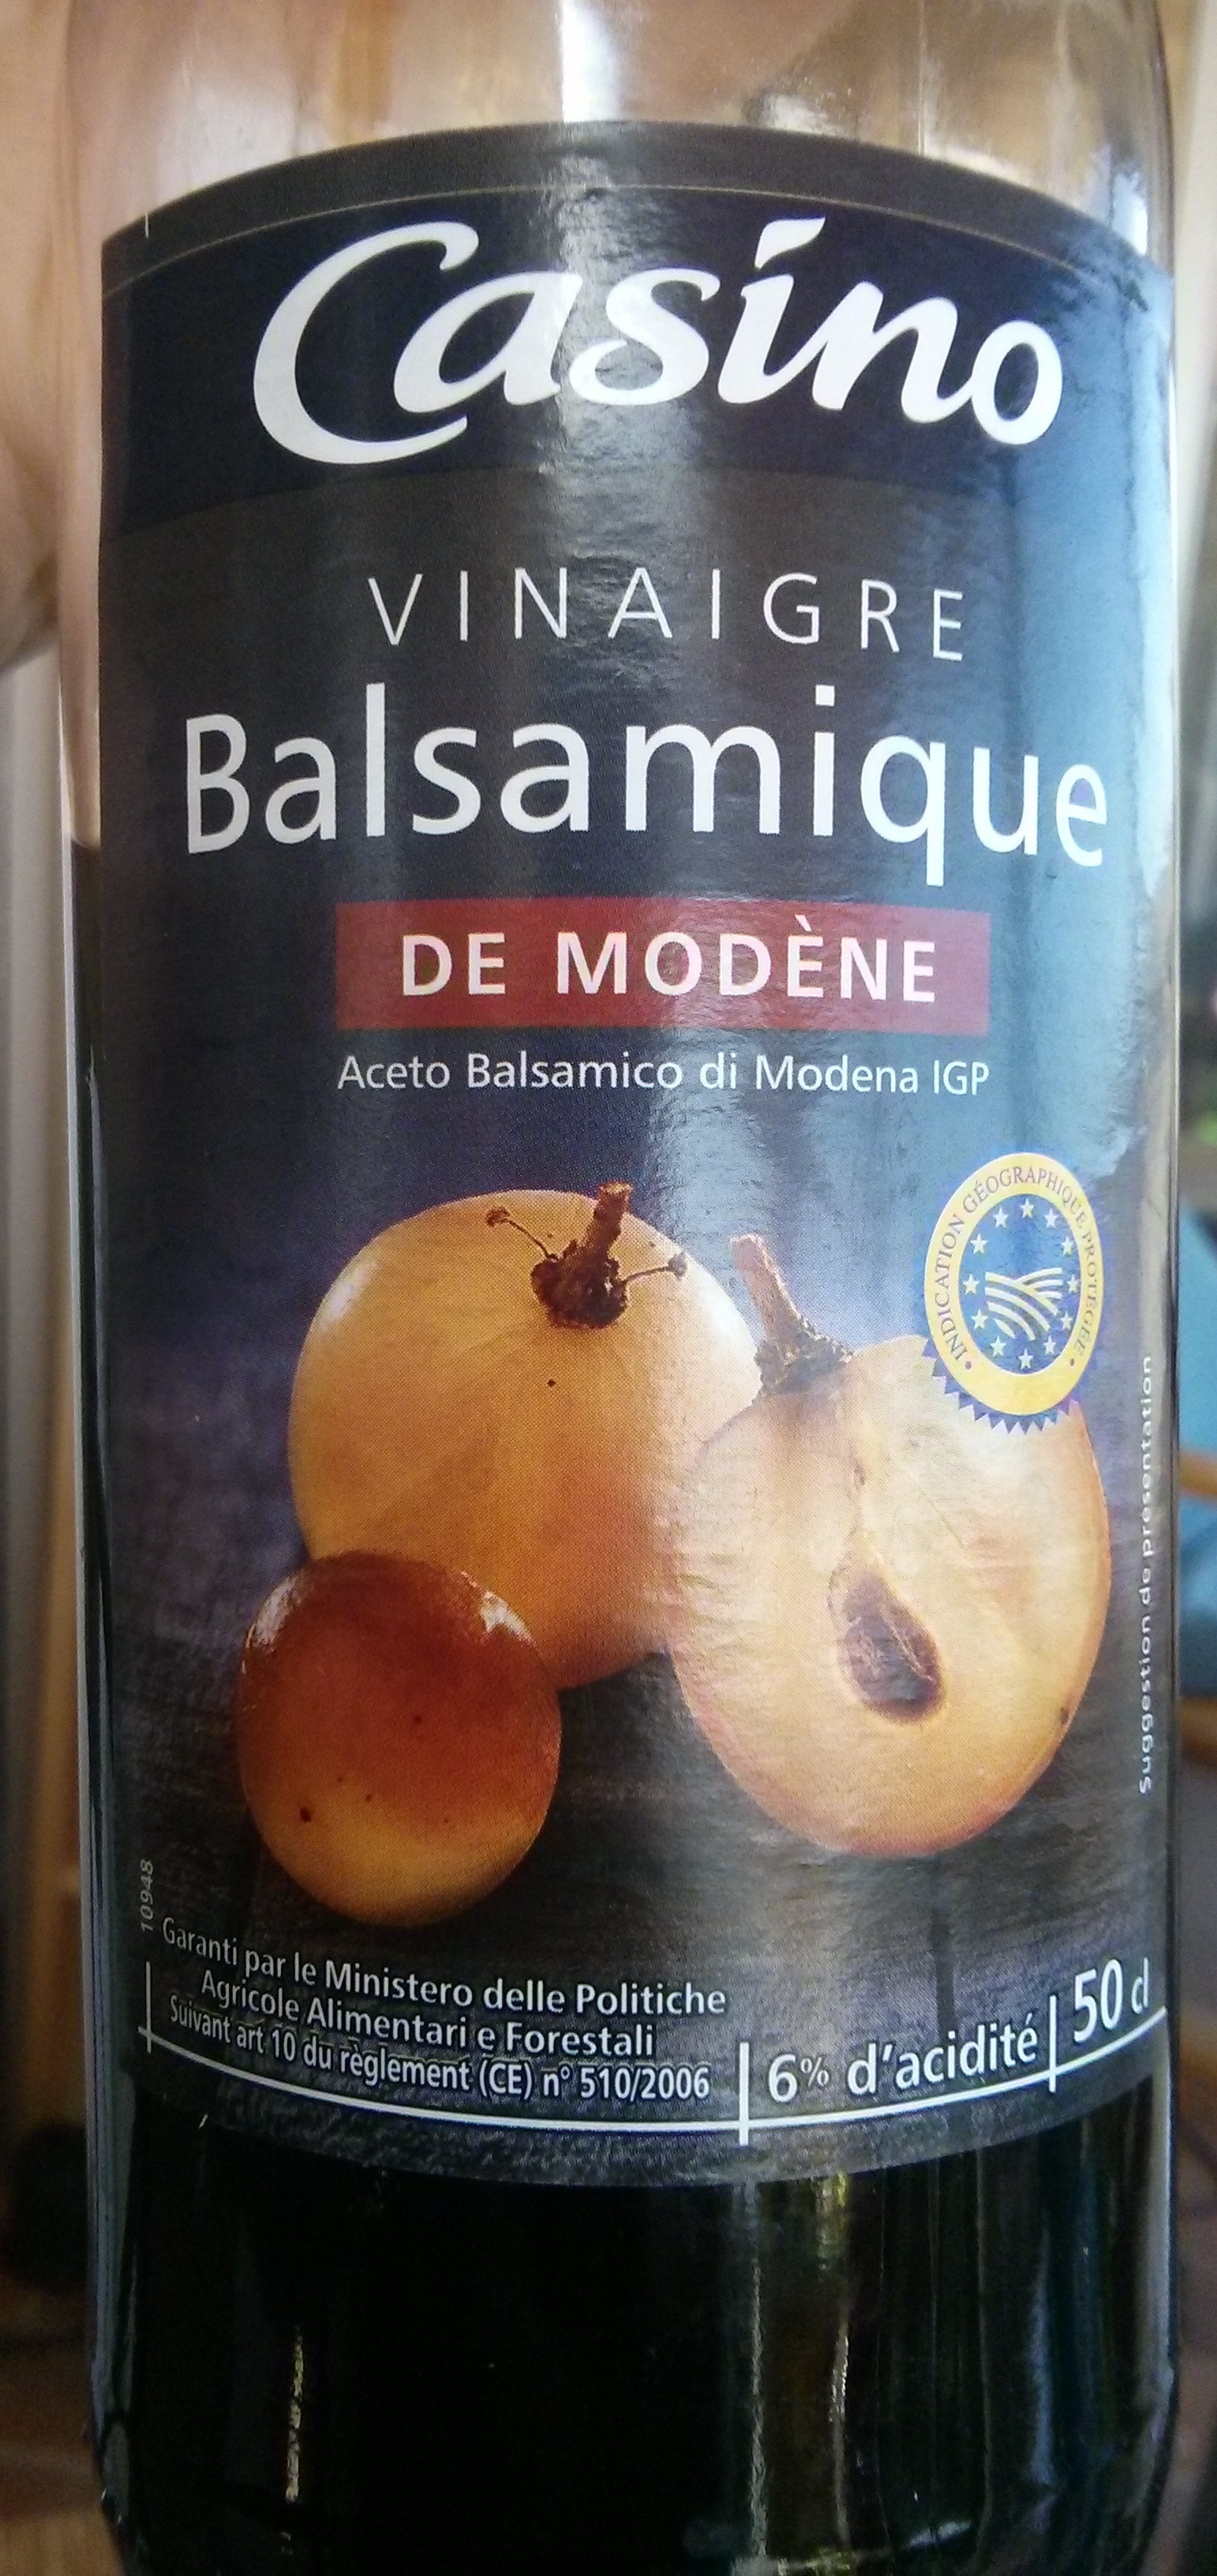 Casino
VINAIGRE
Balsamique
DE MODÈNE
Aceto Balsamico di Modena IGP
INDICATION GÉOGRAPHIQUE PROTÉGÉE
Suggestion de présentation
10948
Garanti par le Ministero delle Politiche
Agricole Alimentari e Forestali
Suivant art 10 du règlement (CE) n° 510/2006
6% d'acidité
50 cl